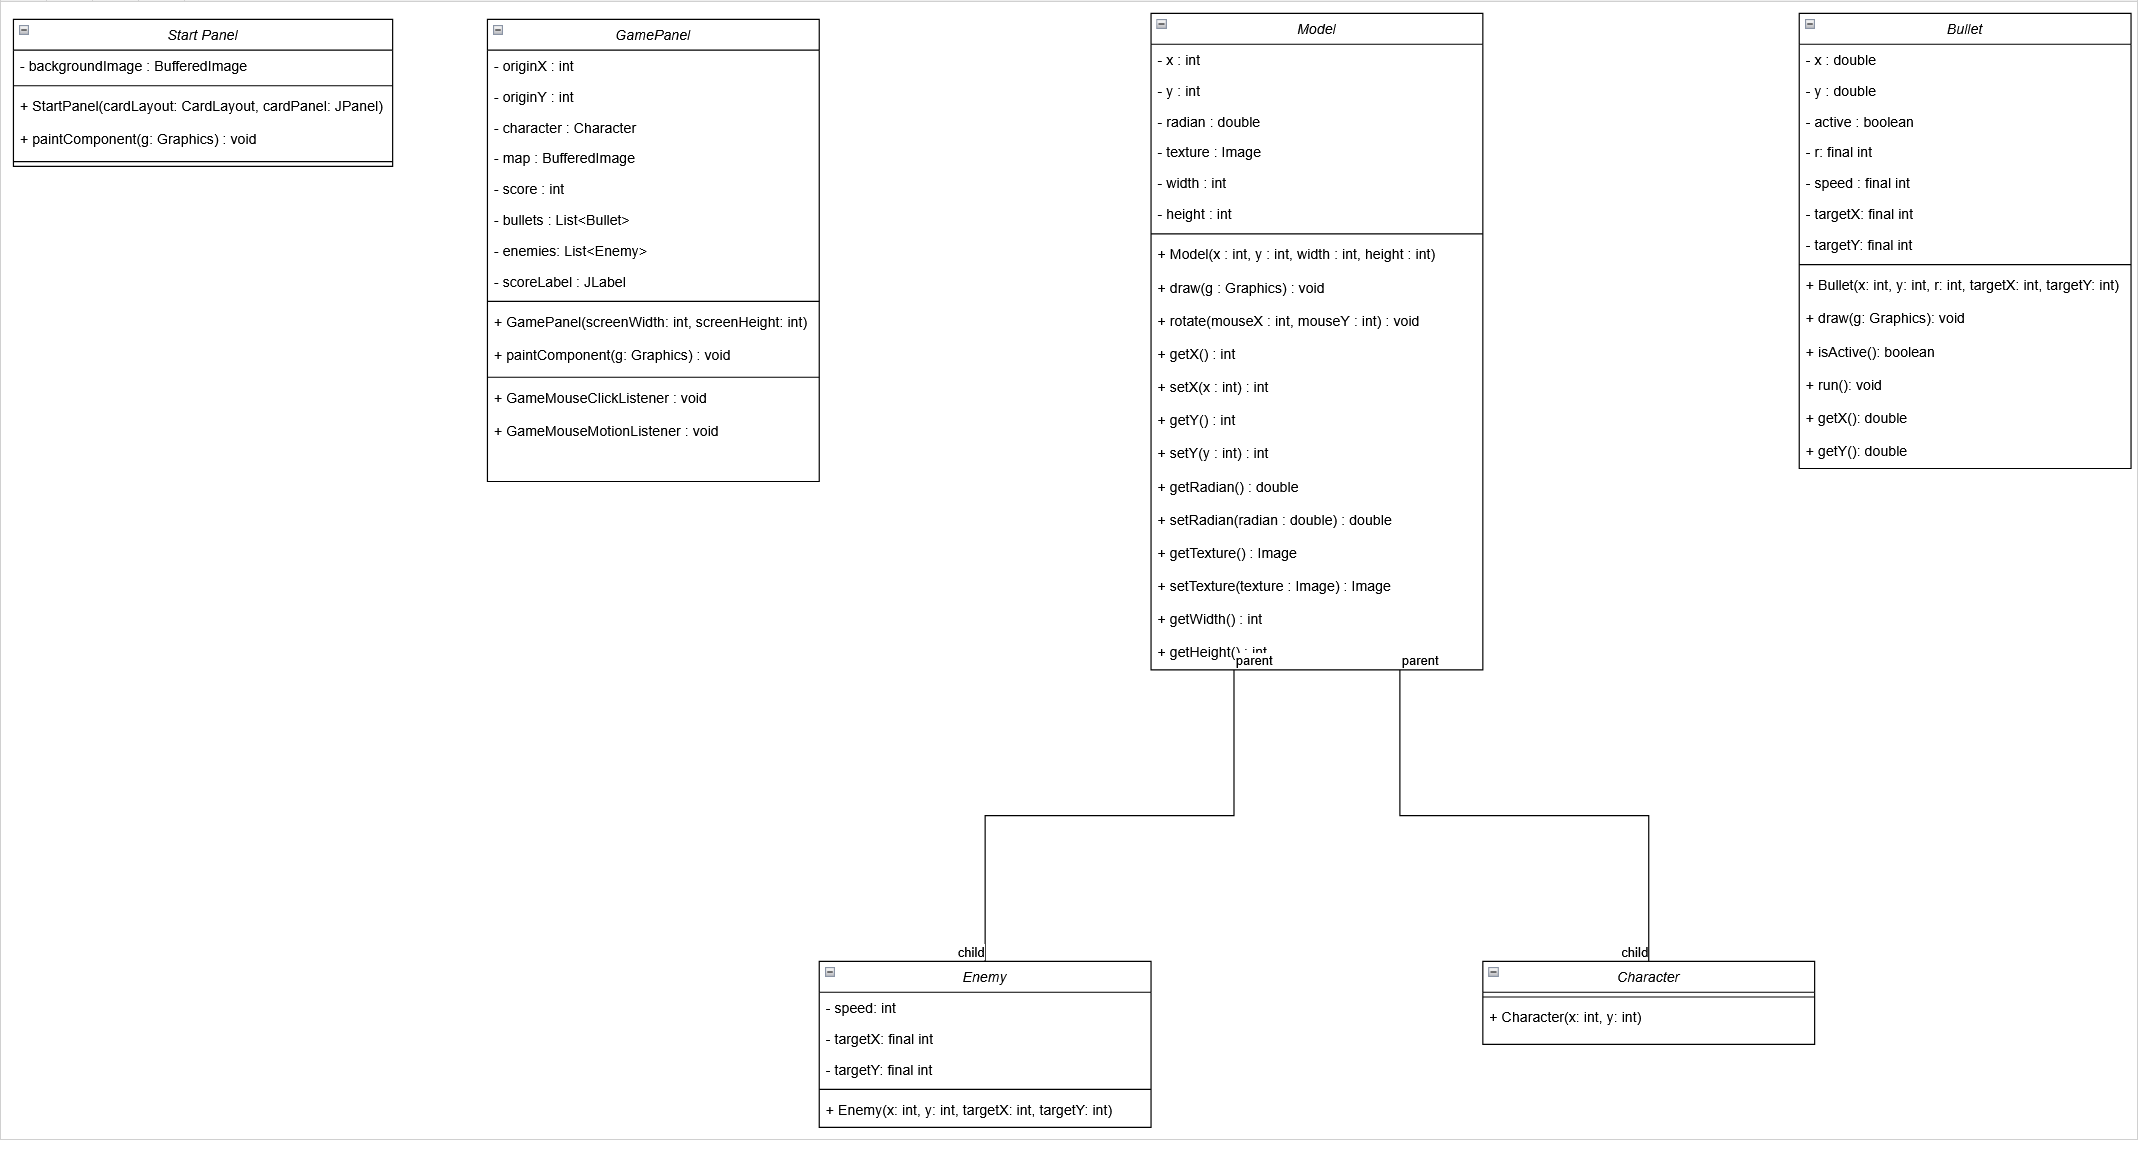 Start Panel
- backgroundImage : BufferedImage
+ StartPanel(cardLayout: CardLayout, cardPanel: JPanel)
+ paintComponent(g: Graphics) : void
GamePanel
- originX : int
- originY : int
- character : Character
- map : BufferedImage
- score : int
- bullets : List<Bullet>
- enemies: List<Enemy>
- scoreLabel : JLabel
+ GamePanel(screenWidth: int, screenHeight: int)
+ paintComponent(g: Graphics) : void
+ GameMouseClickListener : void
+ GameMouseMotionListener : void
Model
- x : int
- y : int
- radian : double
- texture : Image
- width : int
- height : int
+ Model(x : int, y : int, width : int, height : int)
+ draw(g : Graphics) : void
+ rotate(mouseX : int, mouseY : int) : void
+ getX() : int
+ setX(x : int) : int
+ getY() : int
+ setY(y : int) : int
+ getRadian() : double
+ setRadian(radian : double) : double
+ getTexture() : Image
+ setTexture(texture : Image) : Image
+ getWidth() : int
+ getHeight() : int
parent
parent
Bullet
- x : double
- y : double
- active : boolean
- r: final int
- speed : final int
- targetX: final int
- targetY: final int
+ Bullet(x: int, y: int, r: int, targetX: int, targetY: int)
+ draw(g: Graphics): void
+ isActive(): boolean
+ run(): void
+ getX(): double
+ getY(): double
child
Enemy
- speed: int
- targetX: final int
- targetY: final int
+ Enemy(x: int, y: int, targetX: int, targetY: int)
child
Character
+ Character(x: int, y: int)